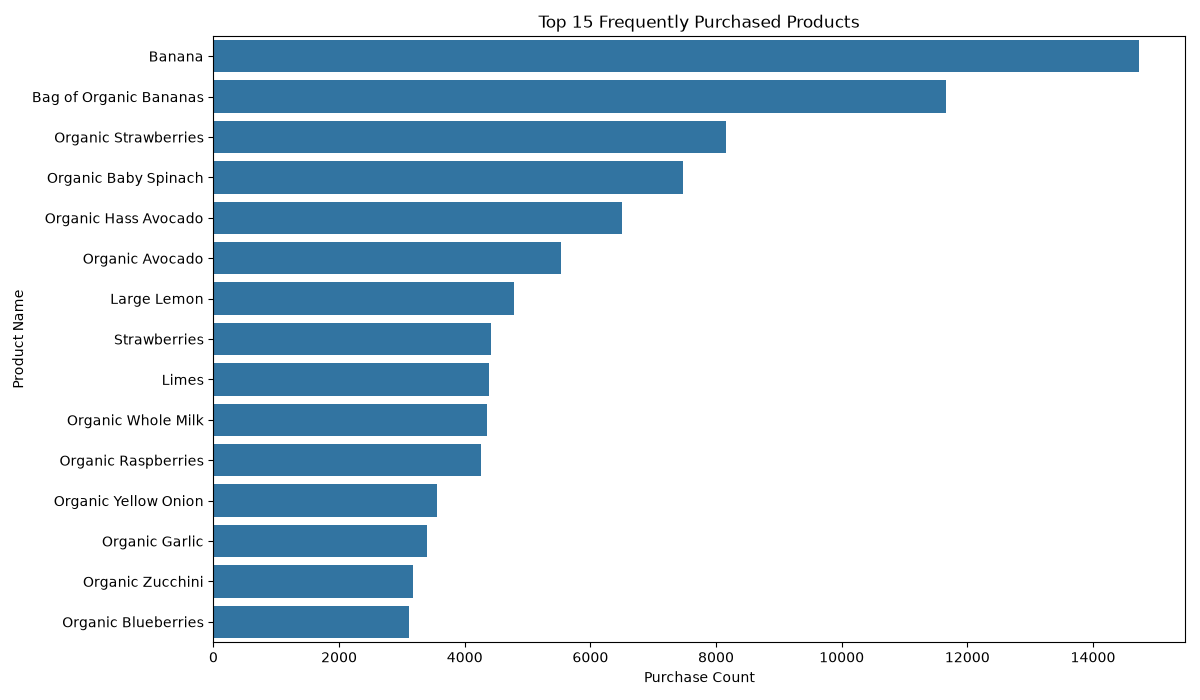 Top 15 Frequently Purchased Products
Product Name
Banana
Bag of Organic Bananas
Organic Strawberries
Organic Baby Spinach
Organic Hass Avocado
Organic Avocado
Large Lemon
Strawberries
Limes
Organic Whole Milk
Organic Raspberries
Organic Yellow Onion
Organic Garlic
Organic Zucchini
Organic Blueberries
0 2000 4000 6000 8000 10000 12000 14000
Purchase Count